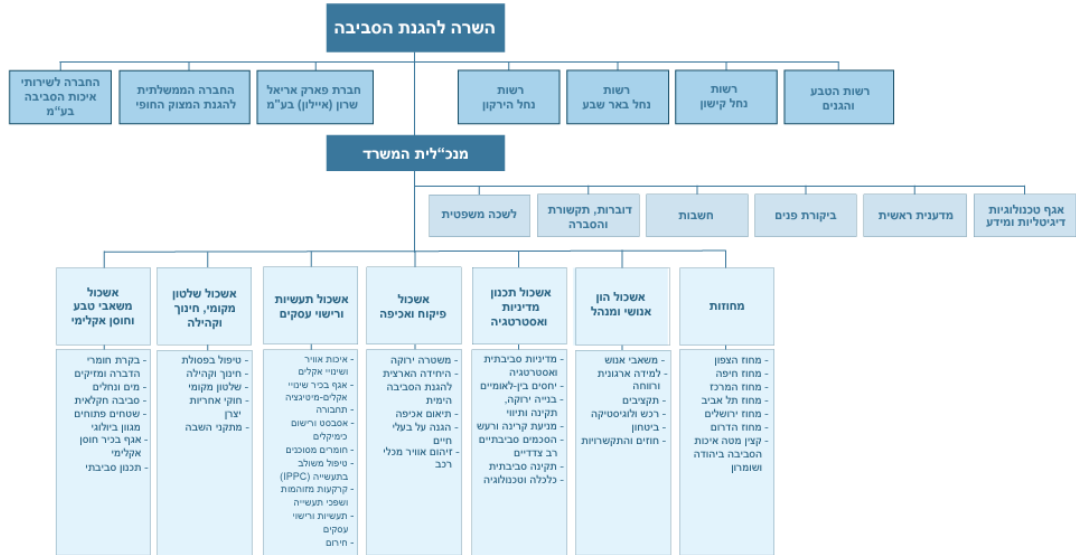 השרה להגנת הסביבה
רשות הטבע
והגנים
רשות
נחל קישון
רשות
נחל באר שבע
רשות
נחל הירקון
חברת פארק אריאל
שרון (איילון) בע"מ
החברה הממשלתית
להגנת המצוק החופי
החברה לשירותי
איכות הסביבה
בע"מ
מנכ"לית המשרד
אגף טכנולוגיות
דיגיטליות ומידע
מדענית ראשית
ביקורת פנים
חשבות
דוברות, תקשורת
והסברה
לשכה משפטית
מחוזות
- מחוז הצפון
- מחוז חיפה
- מחוז המרכז
- מחוז תל אביב
- מחוז ירושלים
- מחוז הדרום
- קצין מטה איכות
הסביבה ביהודה
ושומרון
אשכול הון
אנושי ומנהל
- משאבי אנוש
- למידה ארגונית
ורווחה
- תקציבים
- רכש ולוגיסטיקה
- ביטחון
- חוזים והתקשרויות
אשכול תכנון
מדיניות
ואסטרטגיה
- מדיניות סביבתית
ואסטרטגיה
- יחסים בין-לאומיים
- בנייה ירוקה,
תקינה ותיווי
- מניעת קרינה ורעש
- הסכמים סביבתיים
רב צדדיים
- תקינה סביבתית
- כלכלה וטכנולוגיה
אשכול
פיקוח ואכיפה
- משטרה ירוקה
- היחידה הארצית
להגנת הסביבה
הימית
- תיאום אכיפה
- הגנה על בעלי
חיים
- זיהום אוויר מכלי
רכב
אשכול תעשיות
ורישוי עסקים
- איכות אוויר
ושינויי אקלים
- אגף בכיר שינויי
אקלים-מיטיגציה
- תחבורה
- אסבסט ורישום
כימיקלים
- חומרים מסוכנים
- טיפול משולב
בתעשייה (IPPC)
- קרקעות מזוהמות
ושפכי תעשייה
- תעשיות ורישוי
עסקים
- חירום
אשכול שלטון
מקומי, חינוך
וקהילה
- טיפול בפסולת
- חינוך וקהילה
- שלטון מקומי
- חוקי אחריות
יצרן
- מתקני השבה
אשכול
משאבי טבע
וחוסן אקלימי
- בקרת חומרי
הדברה ומזיקים
- מים ונחלים
- סביבה חקלאית
- שטחים פתוחים
מגוון ביולוגי
- אגף בכיר חוסן
אקלימי
- תכנון סביבתי